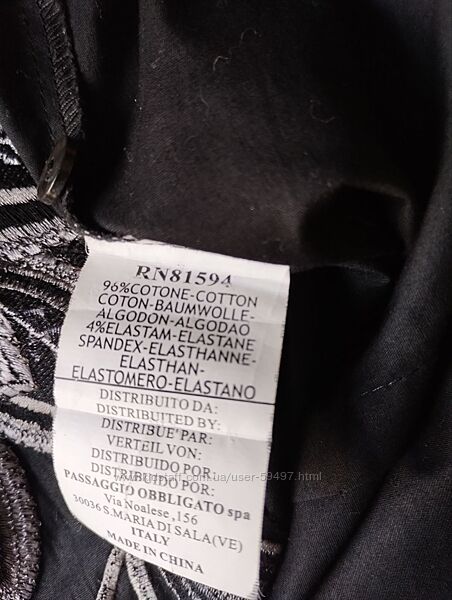 RN81594
96%COTONE-COTTON
COTON-BAUMWOLLE-
ALGODON-ALGODAO
4%ELASTAM-ELASTANE
SPANDEX-ELASTHANNE-
ELASTHAN-
ELASTOMERO-ELASTANO
DISTRIBUITO DA:
DISTRIBUTED BY:
DISTRIBUE'PAR:
VERTEIL VON:
DISTRIBUIDO POR:
DISTRIBUIDO POR:
PASSAGGIO OBBLIGATO spa
Via Noalese ,156
30036 S.MARIA DI SALA(VE)
ITALY
MADE IN CHINA